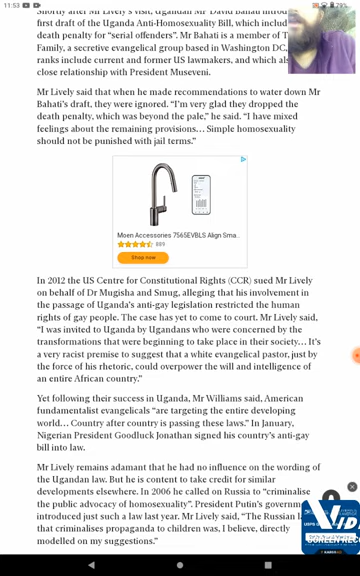 11:53
79%
Shortly after Mr Lively's visit, Ugandan MP David Bahati
first draft of the Uganda Anti-Homosexuality Bill, which
death penalty for “serial offenders”. Mr Bahati is a member of
Family, a secretive evangelical group based in Washington DC,
ranks include current and former US lawmakers, and which
close relationship with President Museveni.
Mr Lively said that when he made recommendations to water down Mr
Bahati's draft, they were ignored. “I'm very glad they dropped the
death penalty, which was beyond the pale,” he said. “I have mixed
feelings about the remaining provisions… Simple homosexuality
should not be punished with jail terms.”
Moen Accessories 7565EVBLS Align Sma...
889
Shop now
In 2012 the US Centre for Constitutional Rights (CCR) sued Mr Lively
on behalf of Dr Mugisha and Smug, alleging that his involvement in
the passage of Uganda's anti-gay legislation restricted the human
rights of gay people. The case has yet to come to court. Mr Lively said,
“I was invited to Uganda by Ugandans who were concerned by the
transformations that were beginning to take place in their society… It's
a very racist premise to suggest that a white evangelical pastor, just by
the force of his rhetoric, could overpower the will and intelligence of
an entire African country.”
Yet following their success in Uganda, Mr Williams said, American
fundamentalist evangelicals “are targeting the entire developing
world… Country after country is passing these laws.” In January,
Nigerian President Goodluck Jonathan signed his country's anti-gay
bill into law.
Mr Lively remains adamant that he had no influence on the wording of
the Ugandan law. But he is content to take credit for similar
developments elsewhere. In 2006 he called on Russia to “criminalise
the public advocacy of homosexuality”. President Putin's
introduced just such a law last year. Mr Lively said, “The Russian
that criminalises propaganda to children was, I believe, directly
modelled on my suggestions.”